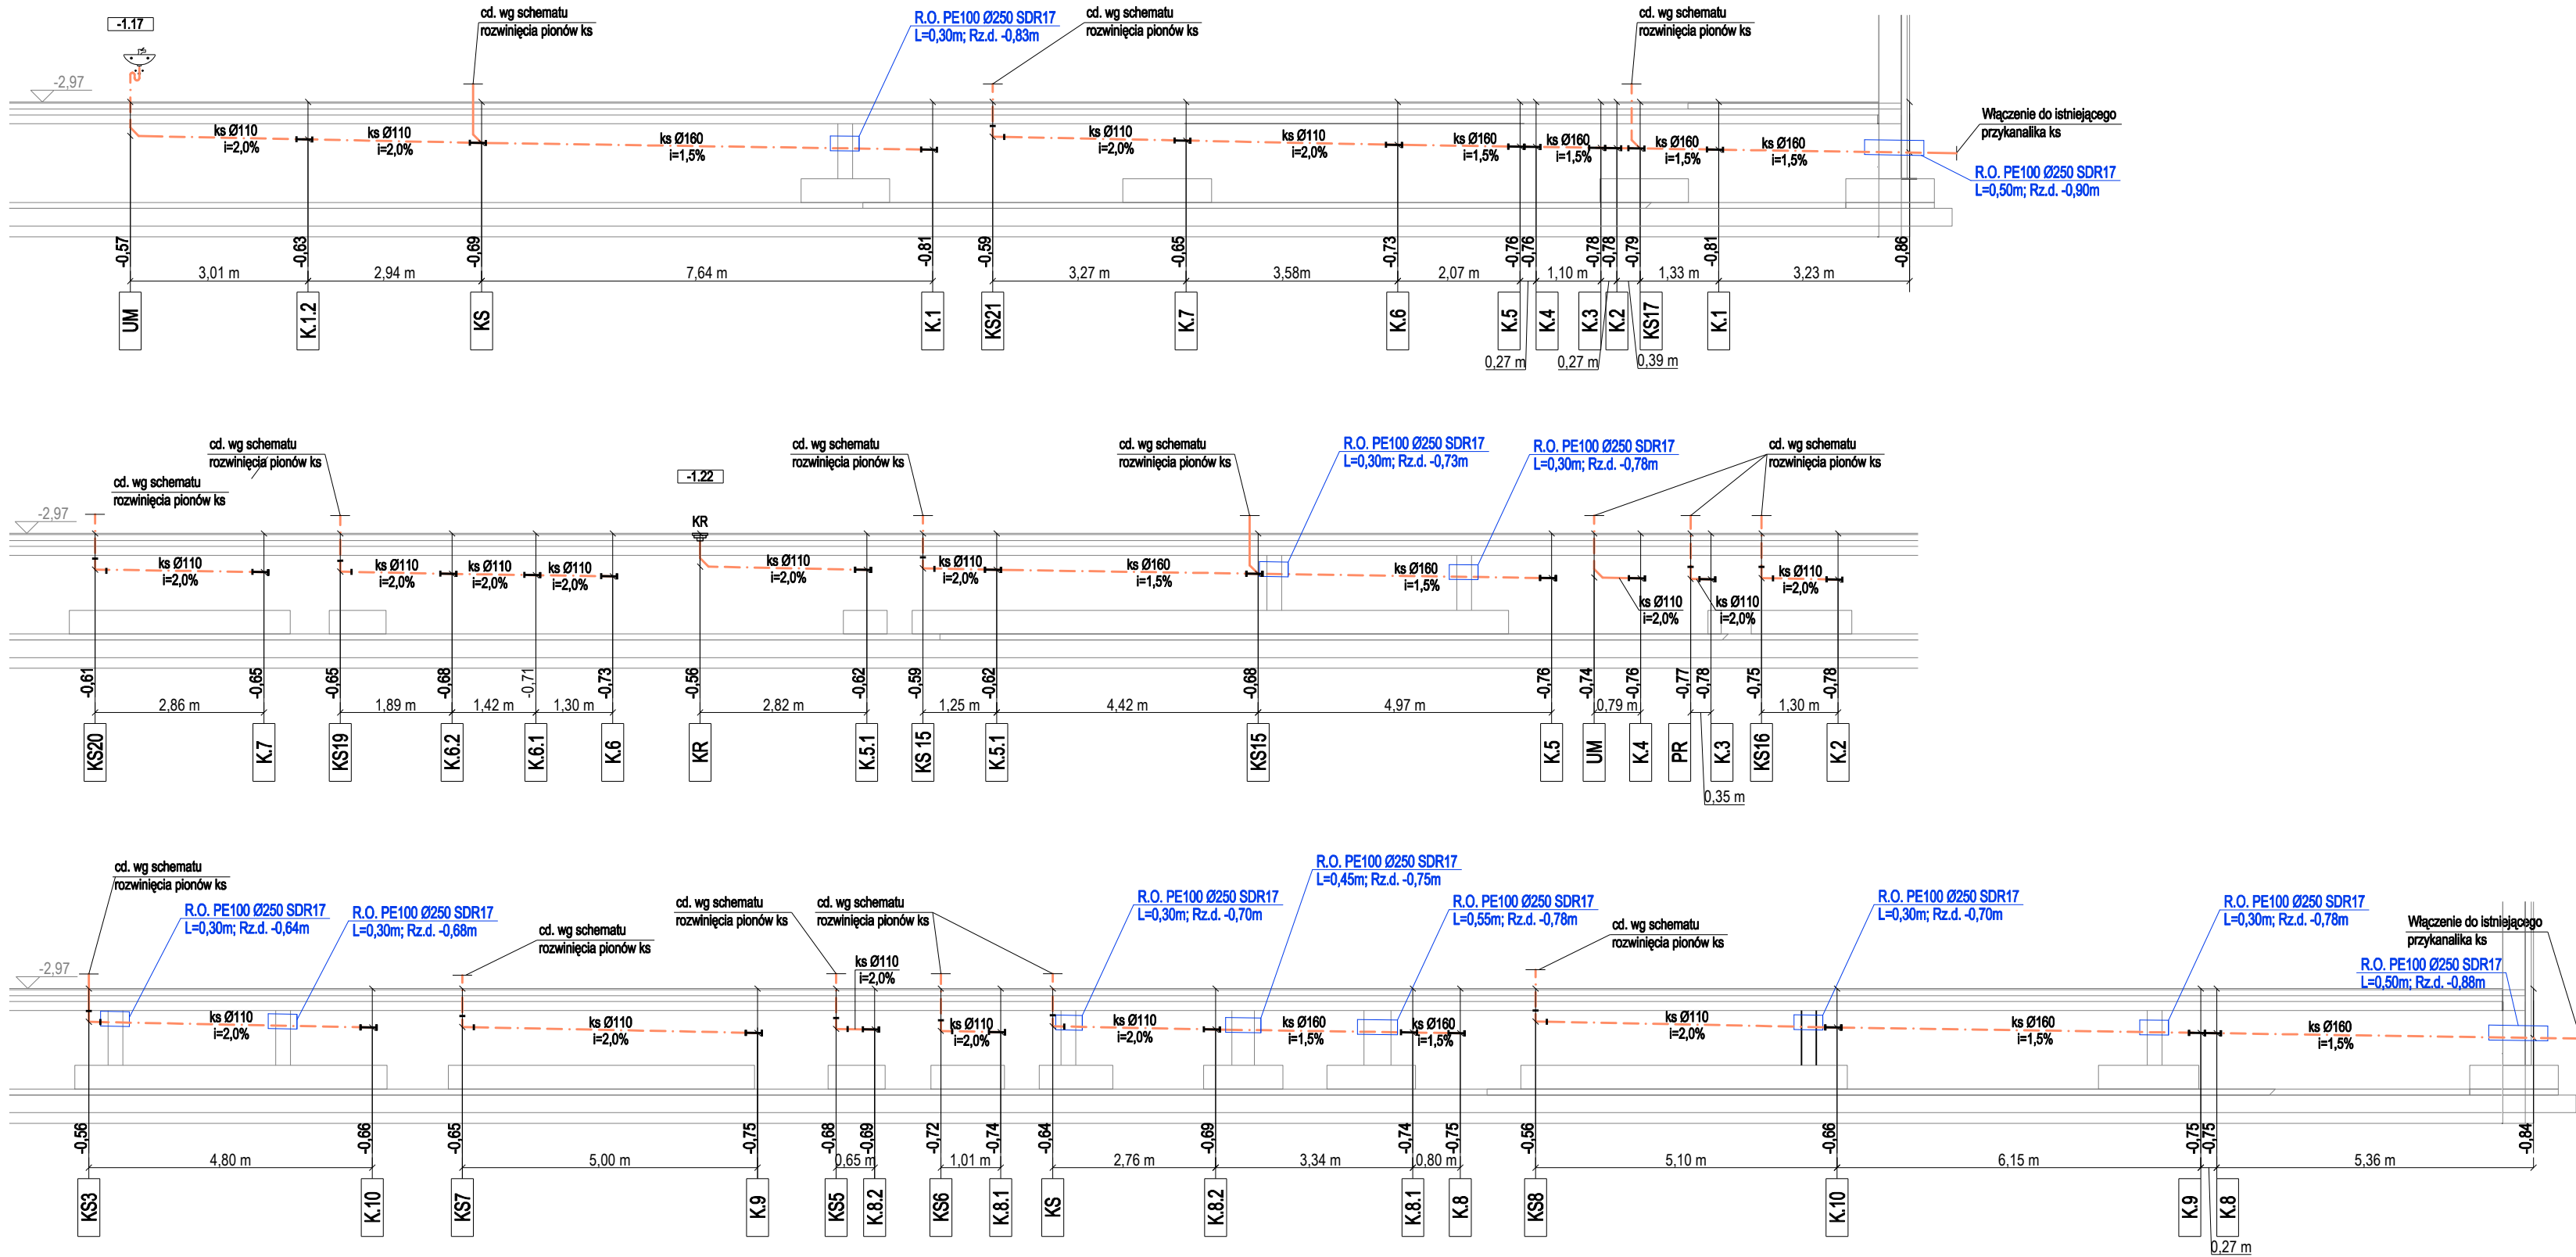 -1.17
cd. wg schematu
rozwinięcia pionów ks
R.O. PE100 Ø250 SDR17
L=0,30m; Rz.d. -0,83m
cd. wg schematu
rozwinięcia pionów ks
cd. wg schematu
rozwinięcia pionów ks
-2,97
Włączenie do istniejącego
przykanalika ks
R.O. PE100 Ø250 SDR17
L=0,50m; Rz.d. -0,90m
ks Ø110
i=2,0%
ks Ø110
i=2,0%
ks Ø160
i=1,5%
ks Ø110
i=2,0%
ks Ø110
i=2,0%
ks Ø160
i=1,5%
ks Ø160
i=1,5%
ks Ø160
i=1,5%
ks Ø160
i=1,5%
-0,57
-0,63
-0,69
-0,81
-0,59
-0,65
-0,73
-0,76
-0,76
-0,78
-0,78
-0,79
-0,81
-0,86
3,01 m
2,94 m
7,64 m
3,27 m
3,58m
2,07 m
1,10 m
1,33 m
3,23 m
UM
K.1.2
KS
K.1
KS21
K.7
K.6
K.5
K.4
K.3
K.2
KS17
K.1
0,27 m
0,27 m
0,39 m
cd. wg schematu
rozwinięcia pionów ks
cd. wg schematu
rozwinięcia pionów ks
-1.22
cd. wg schematu
rozwinięcia pionów ks
cd. wg schematu
rozwinięcia pionów ks
R.O. PE100 Ø250 SDR17
L=0,30m; Rz.d. -0,73m
R.O. PE100 Ø250 SDR17
L=0,30m; Rz.d. -0,78m
cd. wg schematu
rozwinięcia pionów ks
-2,97
KR
ks Ø110
i=2,0%
ks Ø110
i=2,0%
ks Ø110
i=2,0%
ks Ø110
i=2,0%
ks Ø110
i=2,0%
ks Ø110
i=2,0%
ks Ø160
i=1,5%
ks Ø160
i=1,5%
ks Ø110
i=2,0%
ks Ø110
i=2,0%
ks Ø110
i=2,0%
-0,61
-0,65
-0,65
-0,68
-0,71
-0,73
-0,56
-0,62
-0,59
-0,62
-0,68
-0,76
-0,74
-0,76
-0,77
-0,78
-0,75
-0,78
2,86 m
1,89 m
1,42 m
1,30 m
2,82 m
1,25 m
4,42 m
4,97 m
0,79 m
1,30 m
KS20
K.7
KS19
K.6.2
K.6.1
K.6
KR
K.5.1
KS 15
K.5.1
KS15
K.5
UM
K.4
PR
K.3
KS16
K.2
0,35 m
cd. wg schematu
rozwinięcia pionów ks
R.O. PE100 Ø250 SDR17
L=0,30m; Rz.d. -0,64m
R.O. PE100 Ø250 SDR17
L=0,30m; Rz.d. -0,68m
cd. wg schematu
rozwinięcia pionów ks
cd. wg schematu
rozwinięcia pionów ks
cd. wg schematu
rozwinięcia pionów ks
R.O. PE100 Ø250 SDR17
L=0,30m; Rz.d. -0,70m
R.O. PE100 Ø250 SDR17
L=0,45m; Rz.d. -0,75m
R.O. PE100 Ø250 SDR17
L=0,55m; Rz.d. -0,78m
cd. wg schematu
rozwinięcia pionów ks
R.O. PE100 Ø250 SDR17
L=0,30m; Rz.d. -0,70m
R.O. PE100 Ø250 SDR17
L=0,30m; Rz.d. -0,78m
Włączenie do istniejącego
przykanalika ks
R.O. PE100 Ø250 SDR17
L=0,50m; Rz.d. -0,88m
-2,97
ks Ø110
i=2,0%
ks Ø110
i=2,0%
ks Ø110
i=2,0%
ks Ø110
i=2,0%
ks Ø110
i=2,0%
ks Ø160
i=1,5%
ks Ø160
i=1,5%
ks Ø110
i=2,0%
ks Ø160
i=1,5%
ks Ø160
i=1,5%
-0,56
-0,66
-0,65
-0,75
-0,68
-0,69
-0,72
-0,74
-0,64
-0,69
-0,74
-0,75
-0,56
-0,66
-0,75
-0,75
-0,84
4,80 m
5,00 m
0,65 m
1,01 m
2,76 m
3,34 m
0,80 m
5,10 m
6,15 m
5,36 m
KS3
K.10
KS7
K.9
KS5
K.8.2
KS6
K.8.1
KS
K.8.2
K.8.1
K.8
KS8
K.10
K.9
K.8
0,27 m